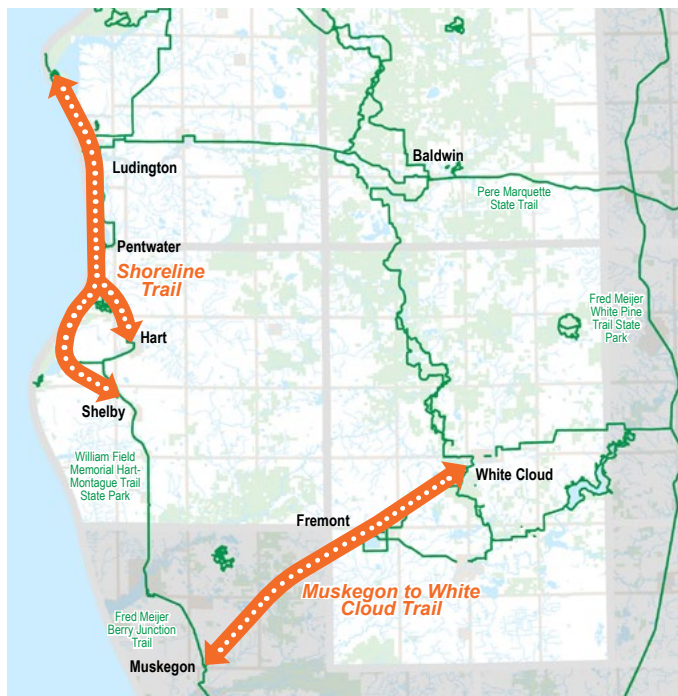 Baldwin
Ludington
Pere Marquette
State Trail
Pentwater
Shoreline
Trail
Fred Meijer
White Pine
Trail State
Park
Hart
Shelby
William Field
Memorial Hart-
Montague Trail
State Park
White Cloud
Fremont
Muskegon to White
Cloud Trail
Fred Meijer
Berry Junction
Trail
Muskegon